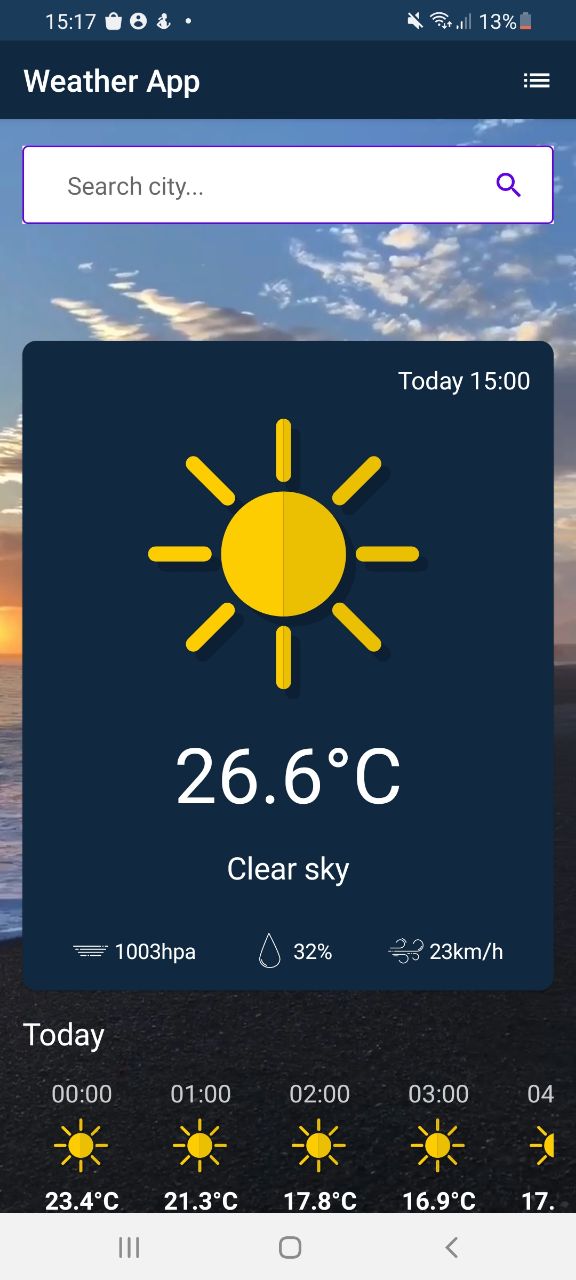 15:17 13%
Weather App
Search city...
Today 15:00
26.6°C
Clear sky
1003hpa 32% 23km/h
Today
00:00 01:00 02:00 03:00 04
23.4°C 21.3°C 17.8°C 16.9°C 17.